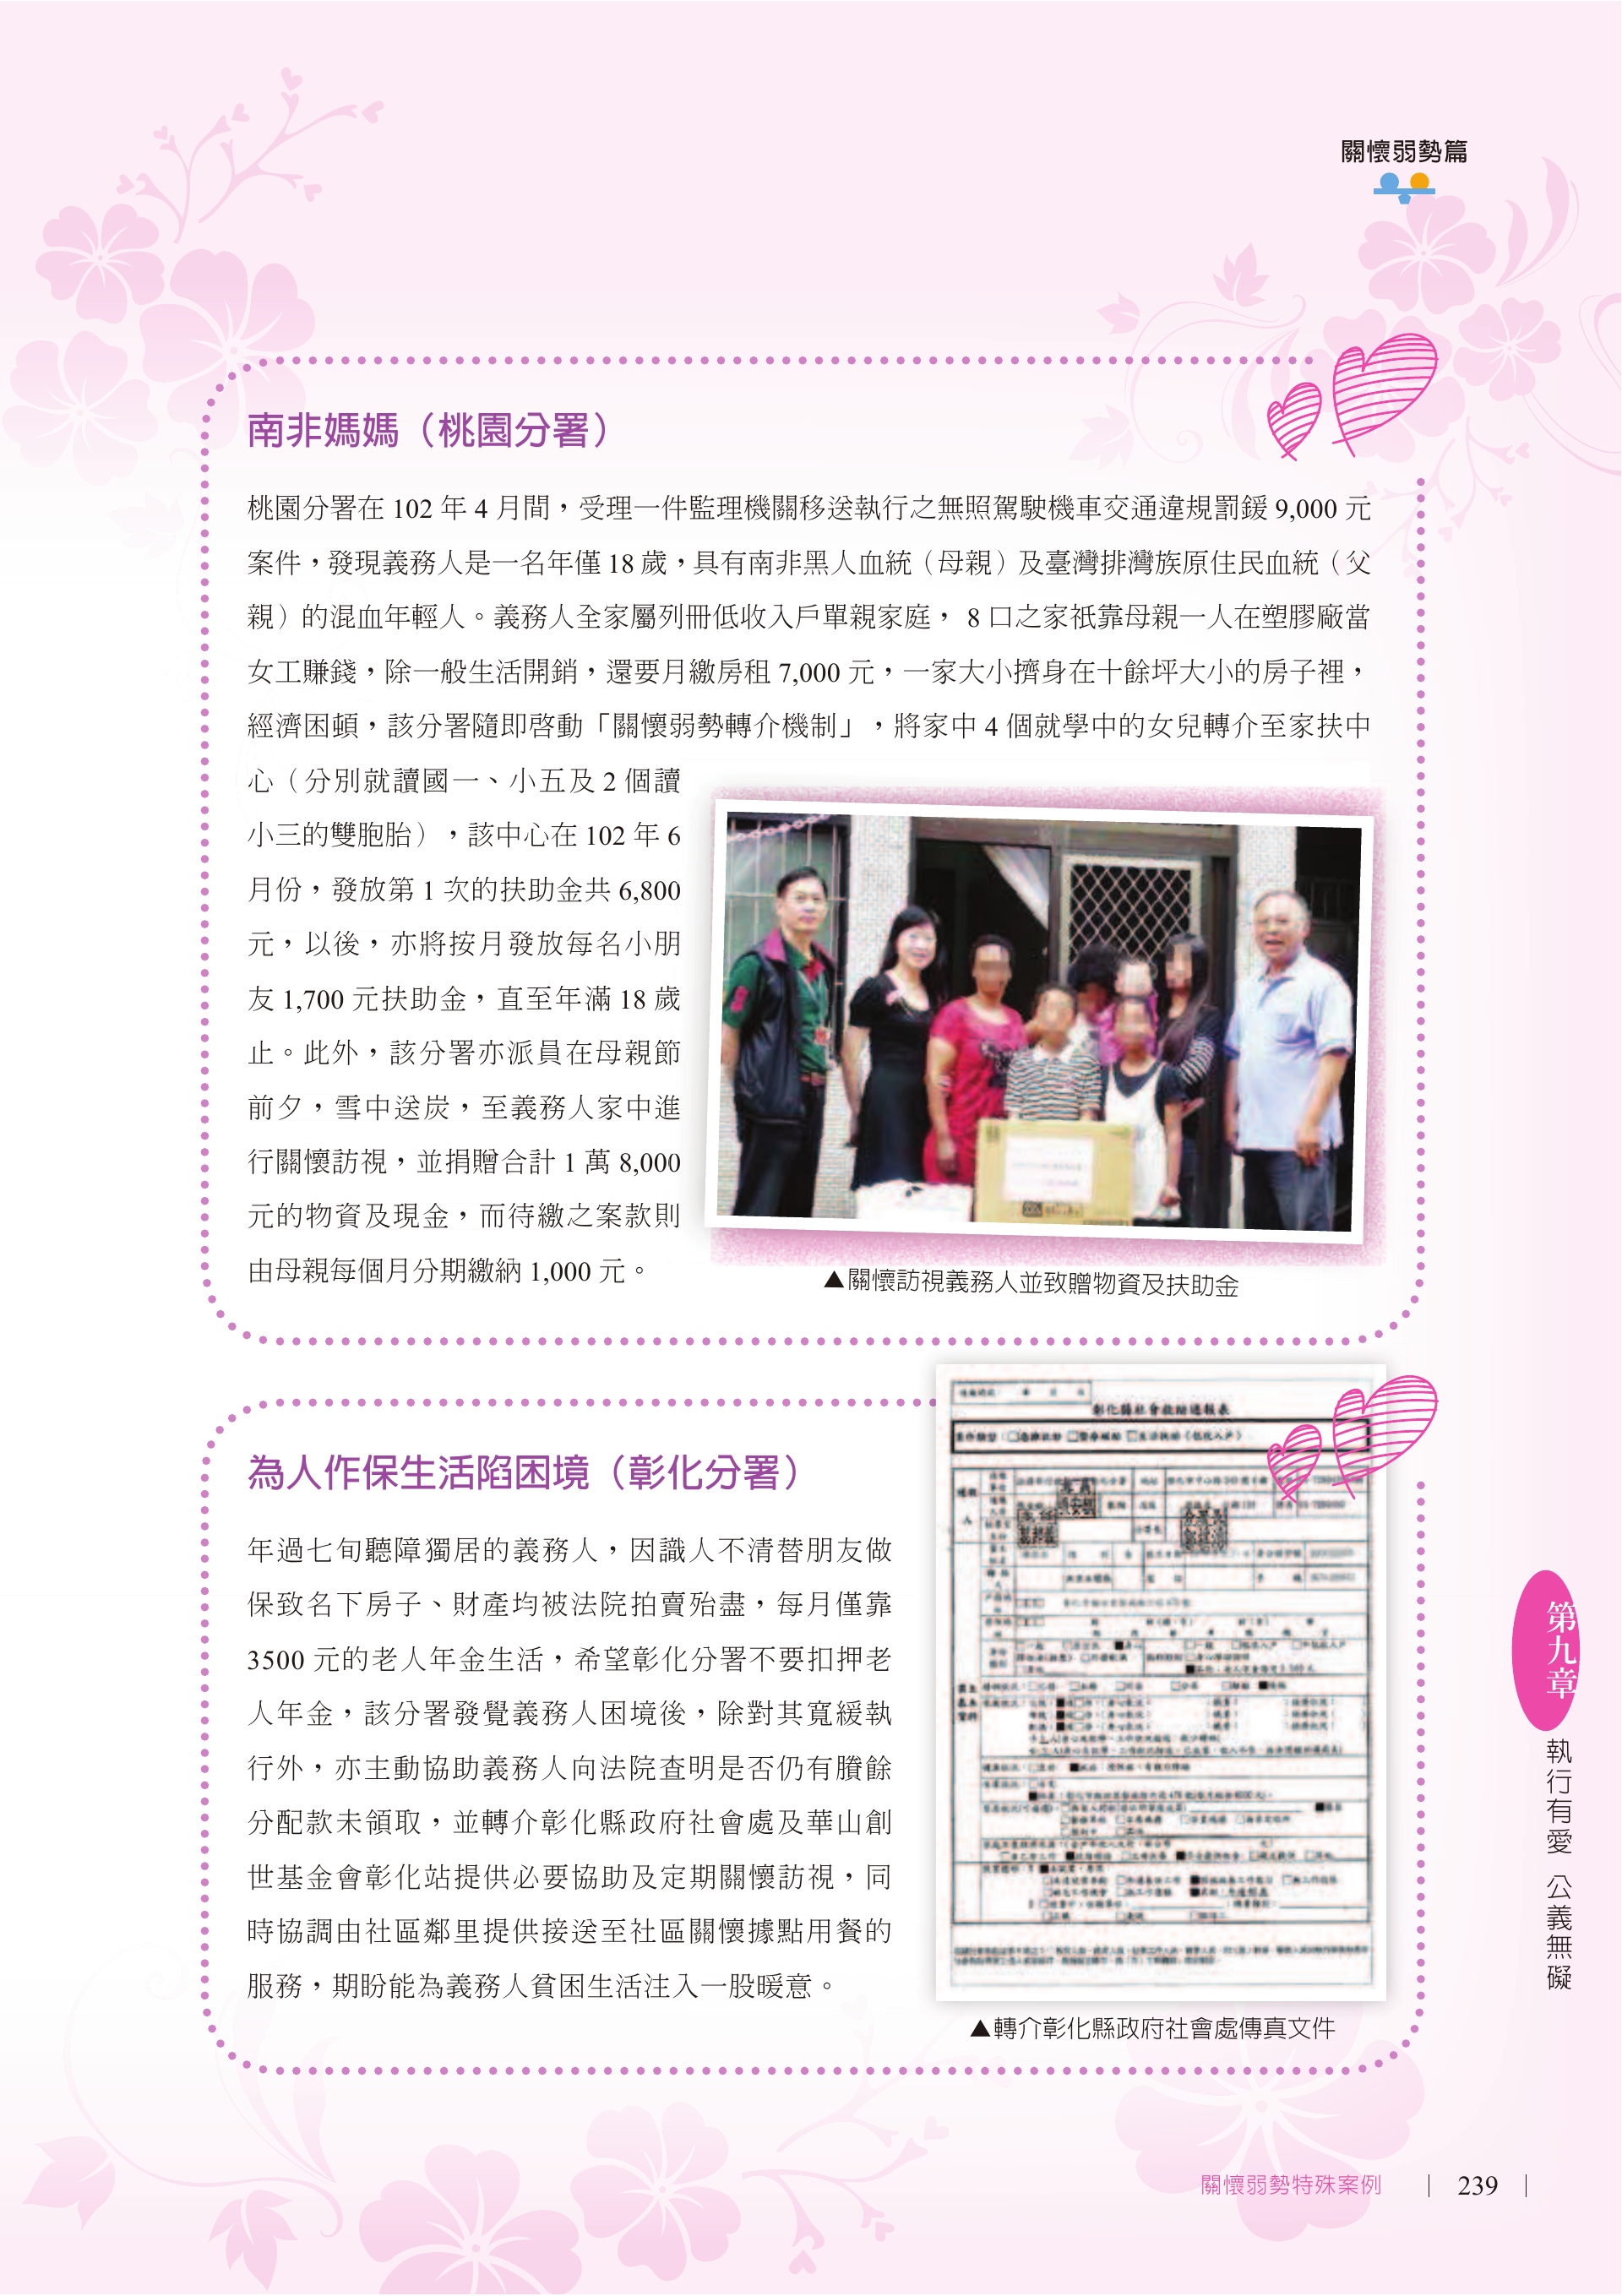 關懷弱勢篇
南非媽媽（桃園分署）
桃園分署在 102 年 4 月間，受理一件監理機關移送執行之無照駕駛機車交通違規罰鍰 9,000 元
案件，發現義務人是一名年僅 18 歲，具有南非黑人血統（母親）及臺灣排灣族原住民血統（父
親）的混血年輕人。義務人全家屬列冊低收入戶單親家庭， 8 口之家祇靠母親一人在塑膠廠當
女工賺錢，除一般生活開銷，還要月繳房租 7,000 元，一家大小擠身在十餘坪大小的房子裡，
經濟困頓，該分署隨即啓動「關懷弱勢轉介機制」，將家中 4 個就學中的女兒轉介至家扶中
心（分別就讀國一、小五及 2 個讀
小三的雙胞胎），該中心在 102 年 6
月份，發放第 1 次的扶助金共 6,800
元，以後，亦將按月發放每名小朋
友 1,700 元扶助金，直至年滿 18 歲
止。此外，該分署亦派員在母親節
前夕，雪中送炭，至義務人家中進
行關懷訪視，並捐贈合計 1 萬 8,000
元的物資及現金，而待繳之案款則
由母親每個月分期繳納 1,000 元。
▲關懷訪視義務人並致贈物資及扶助金
為人作保生活陷困境（彰化分署）
年過七旬聽障獨居的義務人，因識人不清替朋友做
保致名下房子、財產均被法院拍賣殆盡，每月僅靠
3500 元的老人年金生活，希望彰化分署不要扣押老
人年金，該分署發覺義務人困境後，除對其寬緩執
行外，亦主動協助義務人向法院查明是否仍有賸餘
分配款未領取，並轉介彰化縣政府社會處及華山創
世基金會彰化站提供必要協助及定期關懷訪視，同
時協調由社區鄰里提供接送至社區關懷據點用餐的
服務，期盼能為義務人貧困生活注入一股暖意。
彰化縣社會救助通報表
▲轉介彰化縣政府社會處傳真文件
第九章
執行有愛 公義無礙
關懷弱勢特殊案例
239